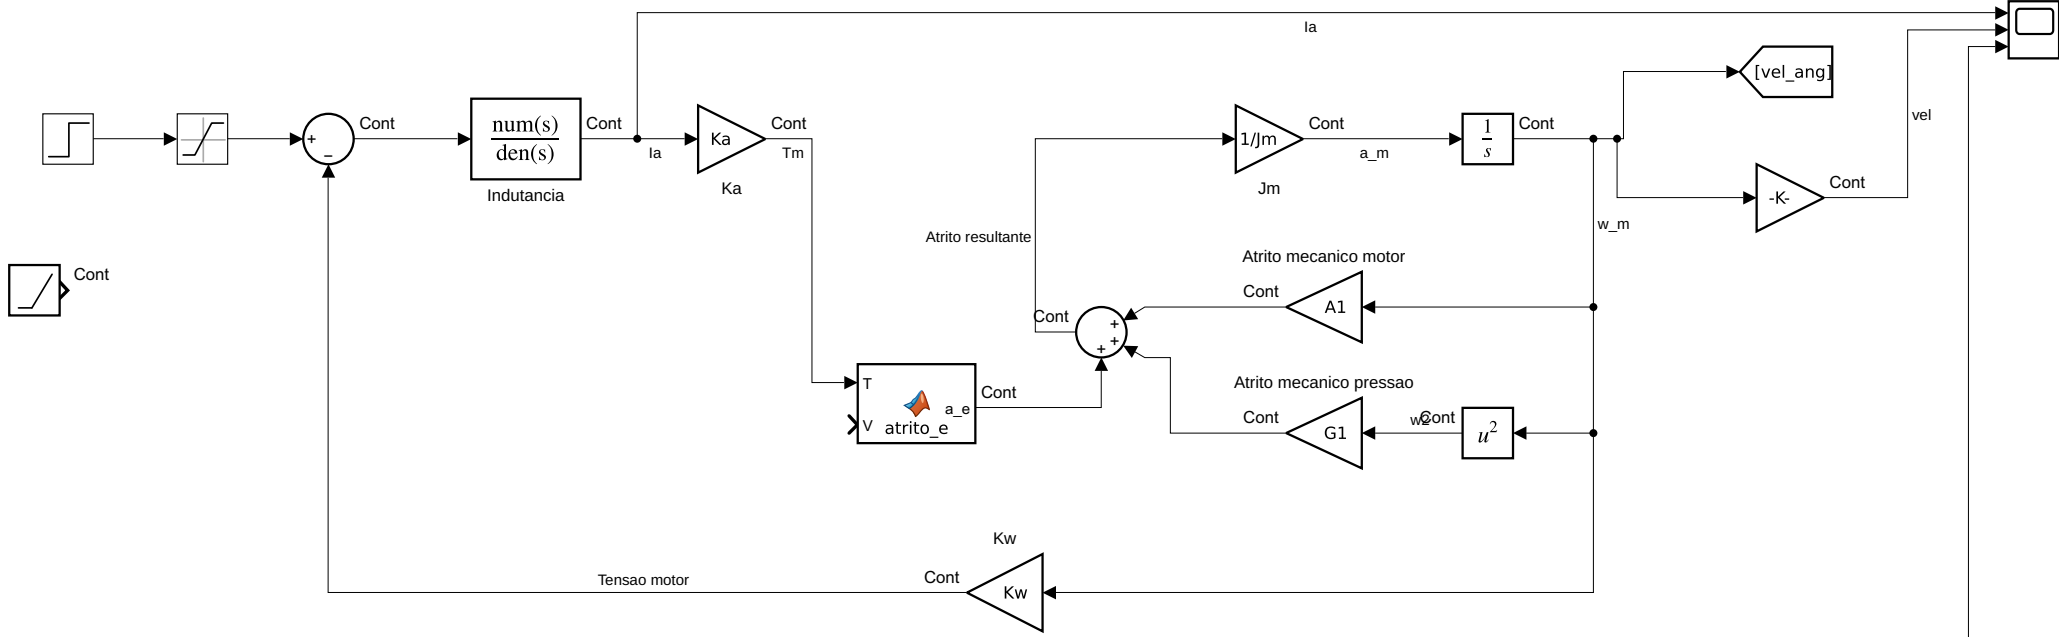 Ia
[vel_ang]
vel
+
−
Cont
num(s)
den(s)
Indutancia
Cont
Ia
Ka
Ka
Cont
Tm
1/Jm
Jm
Cont
a_m
1
s
Cont
-K-
Cont
w_m
Atrito resultante
Cont
Atrito mecanico motor
Cont
A1
Cont
+
+
+
T
V
a_e
atrito_e
Cont
Atrito mecanico pressao
Cont
G1
w2
Cont
u²
Kw
Tensao motor
Cont
Kw